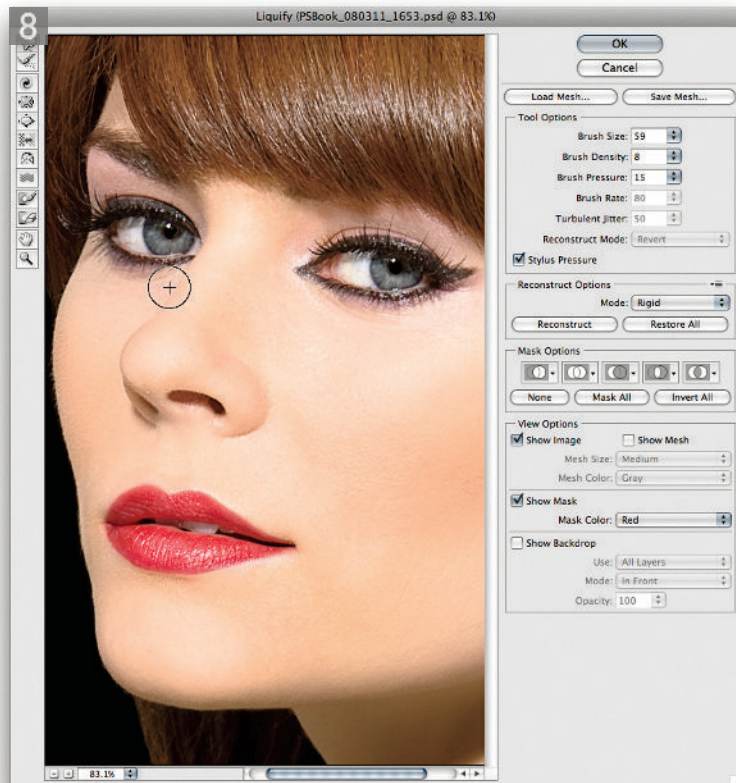 8
Liquify (PSBook_080311_1653.psd @ 83.1%)
OK
Cancel
Load Mesh... Save Mesh...
Tool Options
Brush Size: 59
Brush Density: 8
Brush Pressure: 15
Brush Rate: 80
Turbulent Jitter: 50
Reconstruct Mode: Revert
Stylus Pressure
Reconstruct Options
Mode: Rigid
Reconstruct Restore All
Mask Options
None Mask All Invert All
View Options
Show Image Show Mesh
Mesh Size: Medium
Mesh Color: Gray
Show Mask
Mask Color: Red
Show Backdrop
Use: All Layers
Mode: In Front
Opacity: 100
83.1%